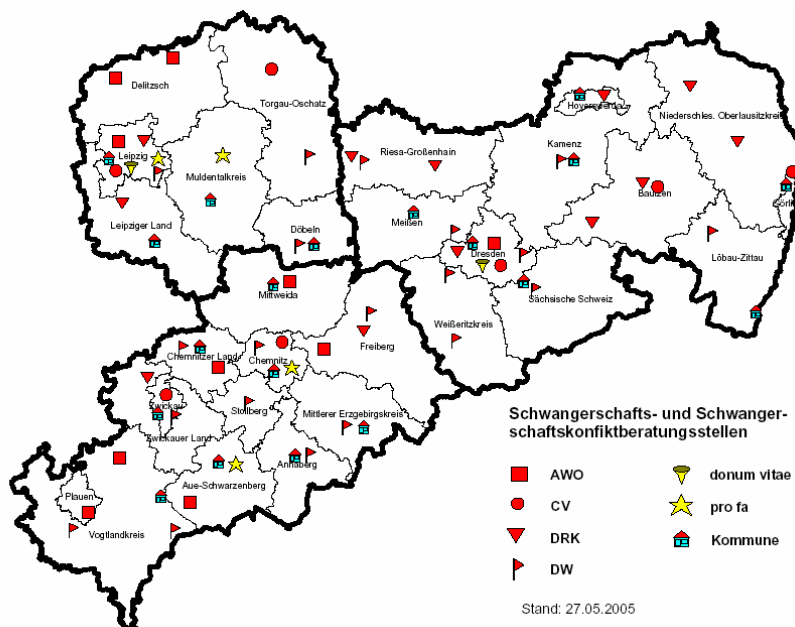 Delitzsch
Torgau-Oschatz
Hoyerswerda
Niederschles. Oberlausitzkreis
Leipzig
Riesa-Großenhain
Kamenz
Muldentalkreis
Bautzen
Görlitz
Leipziger Land
Meißen
Döbeln
Dresden
Löbau-Zittau
Mittweida
Sächsische Schweiz
Weißeritzkreis
Freiberg
Chemnitzer Land
Chemnitz
Zwickau
Stollberg
Mittlerer Erzgebirgskreis
Zwickauer Land
Annaberg
Aue-Schwarzenberg
Plauen
Vogtlandkreis
Schwangerschafts- und Schwanger-
schaftskonfiktberatungsstellen
AWO
donum vitae
CV
pro fa
DRK
Kommune
DW
Stand: 27.05.2005